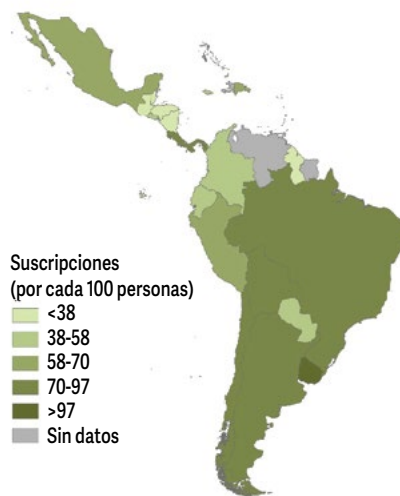 Suscripciones
(por cada 100 personas)
<38
38-58
58-70
70-97
>97
Sin datos